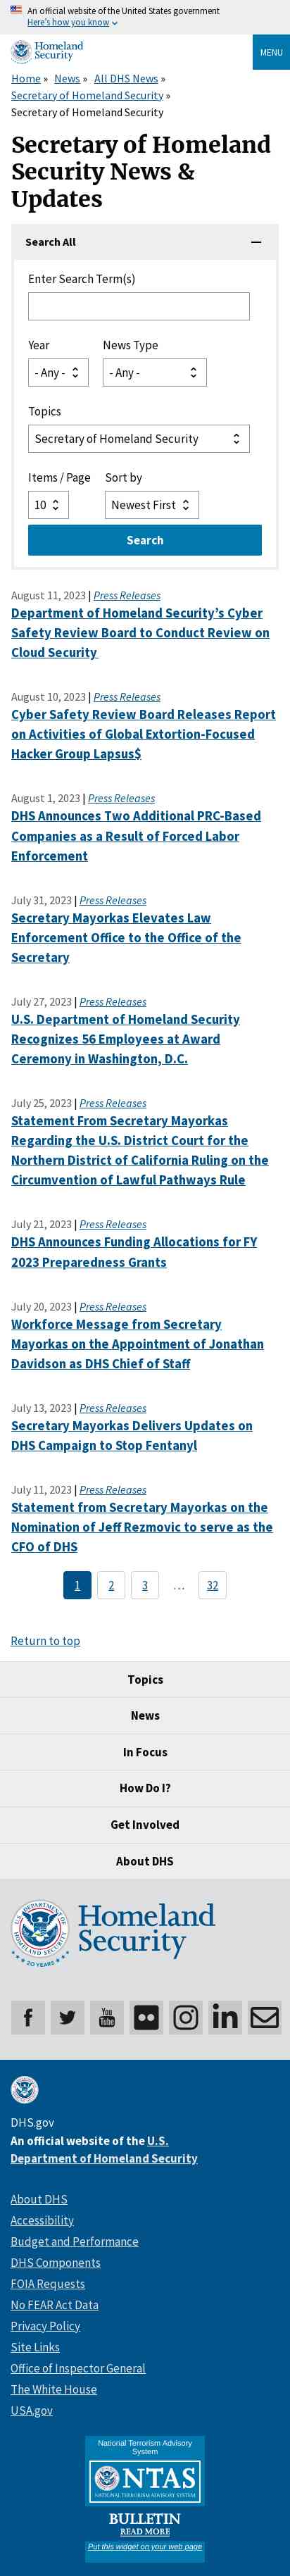 An official website of the United States government
Here's how you know
Homeland
Security
MENU
Home » News » All DHS News »
Secretary of Homeland Security »
Secretary of Homeland Security
Secretary of Homeland
Security News &
Updates
Search All
Enter Search Term(s)
Year News Type
- Any - - Any -
Topics
Secretary of Homeland Security
Items / Page Sort by
10 Newest First
Search
August 11, 2023 | Press Releases
Department of Homeland Security’s Cyber
Safety Review Board to Conduct Review on
Cloud Security
August 10, 2023 | Press Releases
Cyber Safety Review Board Releases Report
on Activities of Global Extortion-Focused
Hacker Group Lapsus$
August 1, 2023 | Press Releases
DHS Announces Two Additional PRC-Based
Companies as a Result of Forced Labor
Enforcement
July 31, 2023 | Press Releases
Secretary Mayorkas Elevates Law
Enforcement Office to the Office of the
Secretary
July 27, 2023 | Press Releases
U.S. Department of Homeland Security
Recognizes 56 Employees at Award
Ceremony in Washington, D.C.
July 25, 2023 | Press Releases
Statement From Secretary Mayorkas
Regarding the U.S. District Court for the
Northern District of California Ruling on the
Circumvention of Lawful Pathways Rule
July 21, 2023 | Press Releases
DHS Announces Funding Allocations for FY
2023 Preparedness Grants
July 20, 2023 | Press Releases
Workforce Message from Secretary
Mayorkas on the Appointment of Jonathan
Davidson as DHS Chief of Staff
July 13, 2023 | Press Releases
Secretary Mayorkas Delivers Updates on
DHS Campaign to Stop Fentanyl
July 11, 2023 | Press Releases
Statement from Secretary Mayorkas on the
Nomination of Jeff Rezmovic to serve as the
CFO of DHS
1 2 3 … 32
Return to top
Topics
News
In Focus
How Do I?
Get Involved
About DHS
Homeland
Security
20 YEARS
You Tube
DHS.gov
An official website of the U.S.
Department of Homeland Security
About DHS
Accessibility
Budget and Performance
DHS Components
FOIA Requests
No FEAR Act Data
Privacy Policy
Site Links
Office of Inspector General
The White House
USA.gov
National Terrorism Advisory
System
NTAS
NATIONAL TERRORISM ADVISORY SYSTEM
BULLETIN
READ MORE
Put this widget on your web page